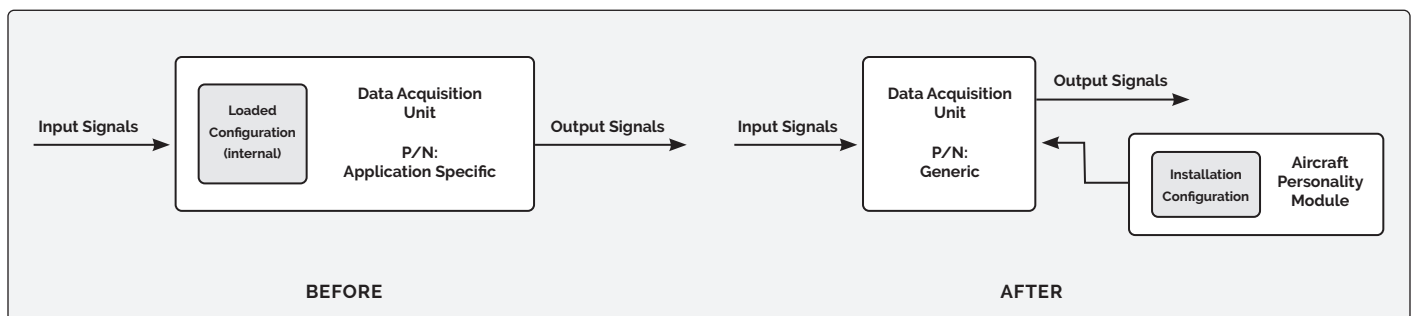 Input Signals
Loaded
Configuration
(internal)
Data Acquisition
Unit
P/N:
Application Specific
Output Signals
BEFORE
Input Signals
Data Acquisition
Unit
P/N:
Generic
Output Signals
Installation
Configuration
Aircraft
Personality
Module
AFTER